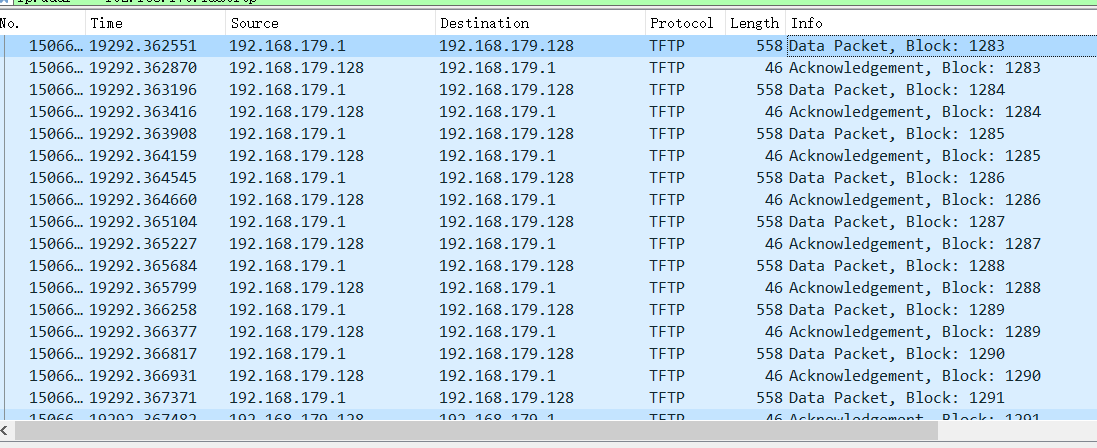 No. Time Source Destination Protocol Length Info
15066… 19292.362551 192.168.179.1 192.168.179.128 TFTP 558 Data Packet, Block: 1283
15066… 19292.362870 192.168.179.128 192.168.179.1 TFTP 46 Acknowledgement, Block: 1283
15066… 19292.363196 192.168.179.1 192.168.179.128 TFTP 558 Data Packet, Block: 1284
15066… 19292.363416 192.168.179.128 192.168.179.1 TFTP 46 Acknowledgement, Block: 1284
15066… 19292.363908 192.168.179.1 192.168.179.128 TFTP 558 Data Packet, Block: 1285
15066… 19292.364159 192.168.179.128 192.168.179.1 TFTP 46 Acknowledgement, Block: 1285
15066… 19292.364545 192.168.179.1 192.168.179.128 TFTP 558 Data Packet, Block: 1286
15066… 19292.364660 192.168.179.128 192.168.179.1 TFTP 46 Acknowledgement, Block: 1286
15066… 19292.365104 192.168.179.1 192.168.179.128 TFTP 558 Data Packet, Block: 1287
15066… 19292.365227 192.168.179.128 192.168.179.1 TFTP 46 Acknowledgement, Block: 1287
15066… 19292.365684 192.168.179.1 192.168.179.128 TFTP 558 Data Packet, Block: 1288
15066… 19292.365799 192.168.179.128 192.168.179.1 TFTP 46 Acknowledgement, Block: 1288
15066… 19292.366258 192.168.179.1 192.168.179.128 TFTP 558 Data Packet, Block: 1289
15066… 19292.366377 192.168.179.128 192.168.179.1 TFTP 46 Acknowledgement, Block: 1289
15066… 19292.366817 192.168.179.1 192.168.179.128 TFTP 558 Data Packet, Block: 1290
15066… 19292.366931 192.168.179.128 192.168.179.1 TFTP 46 Acknowledgement, Block: 1290
15066… 19292.367371 192.168.179.1 192.168.179.128 TFTP 558 Data Packet, Block: 1291
15066… 19292.367482 192.168.179.128 192.168.179.1 TFTP 46 Acknowledgement, Block: 1291